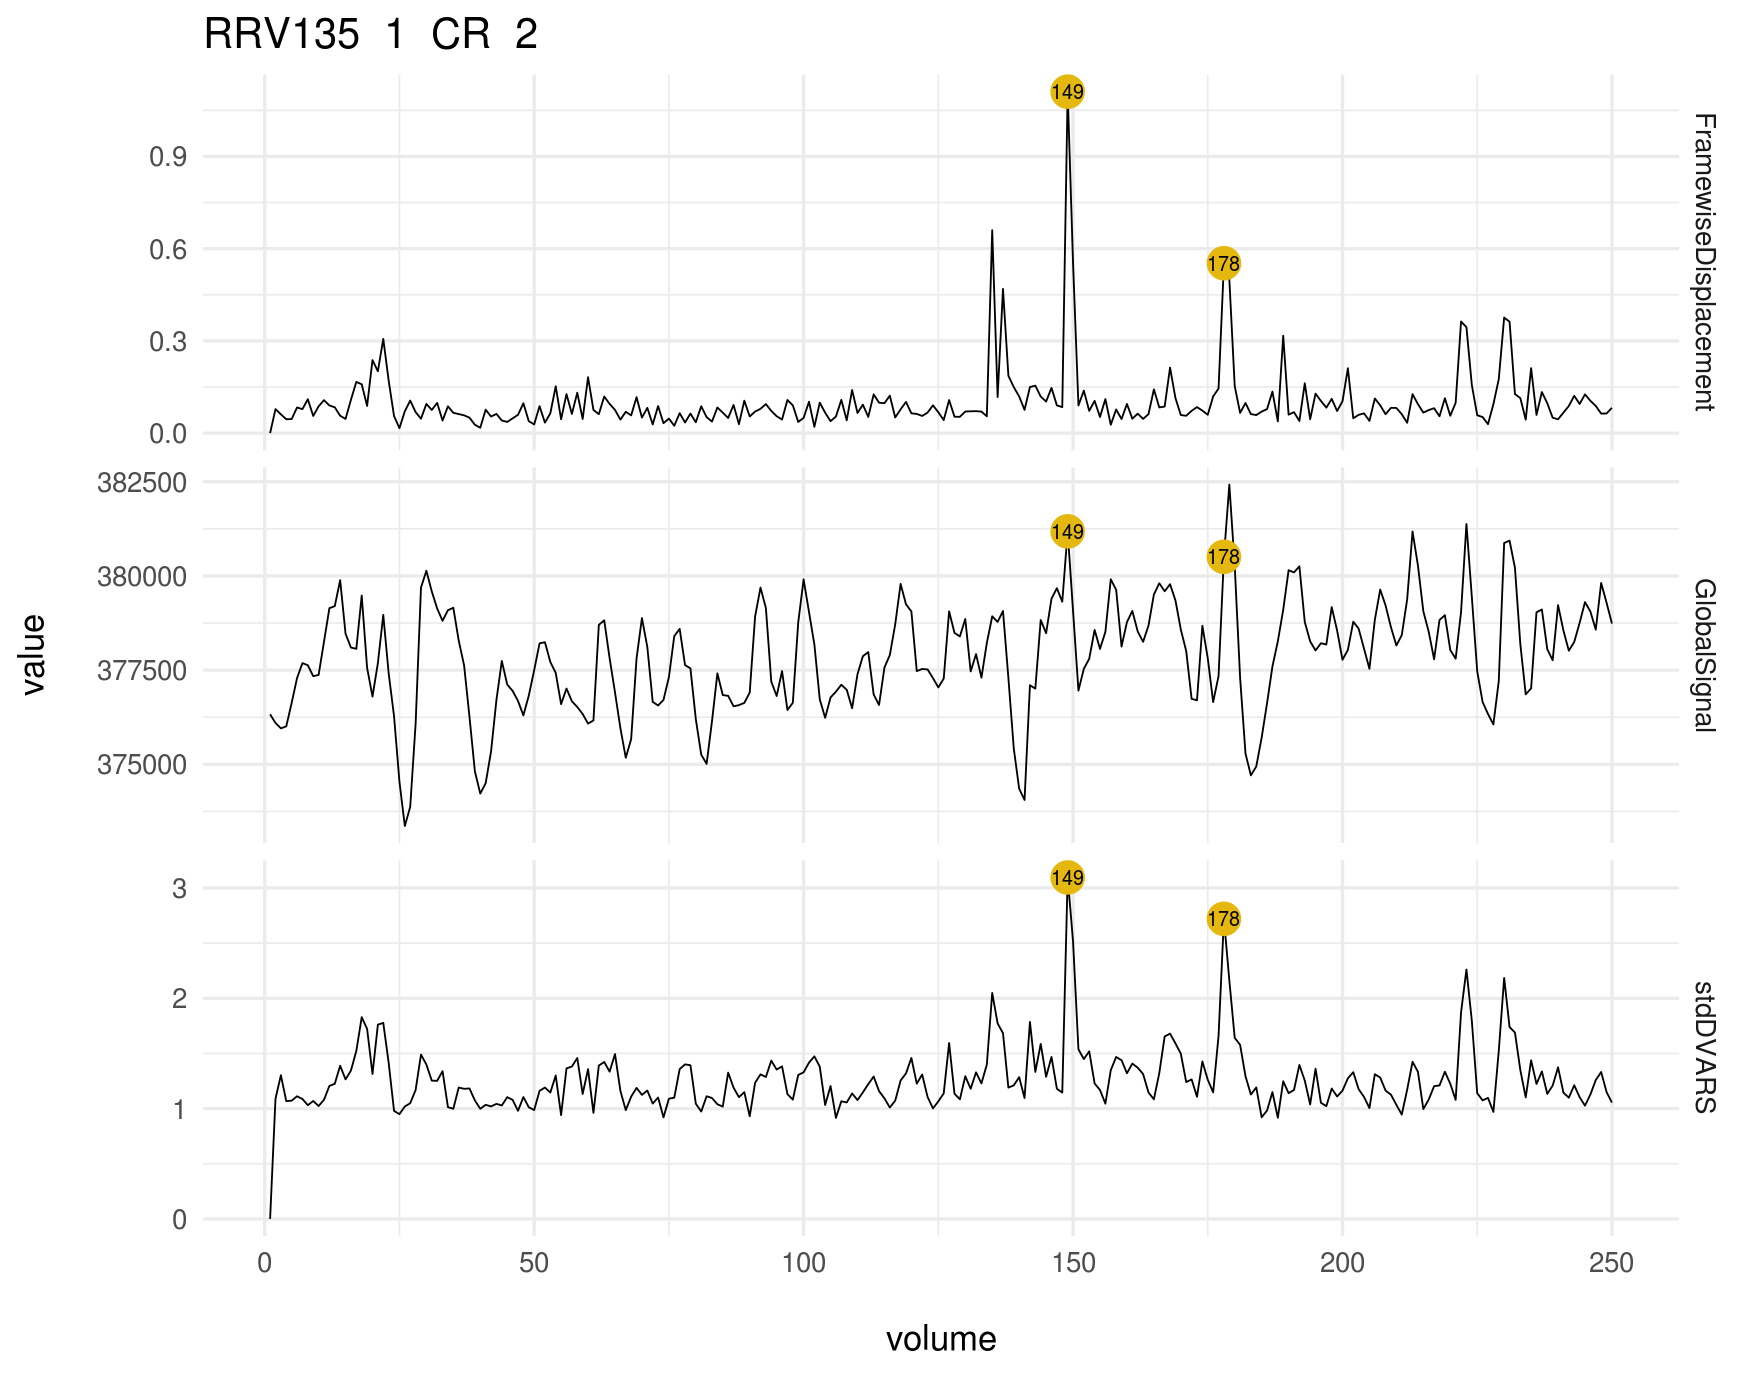 RRV135 1 CR 2
149
0.9
0.6
178
0.3
0.0
FramewiseDisplacement
382500
149
380000
178
377500
375000
GlobalSignal
value
149
3
178
2
1
0
stdDVARS
0 50 100 150 200 250
volume